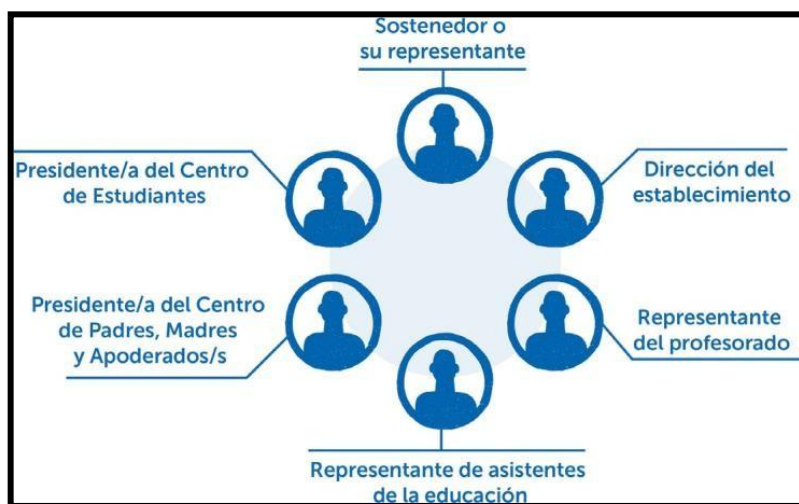 Sostenedor o
su representante
Presidente/a del Centro
de Estudiantes
Dirección del
establecimiento
Presidente/a del Centro
de Padres, Madres
y Apoderados/s
Representante
del profesorado
Representante de asistentes
de la educación